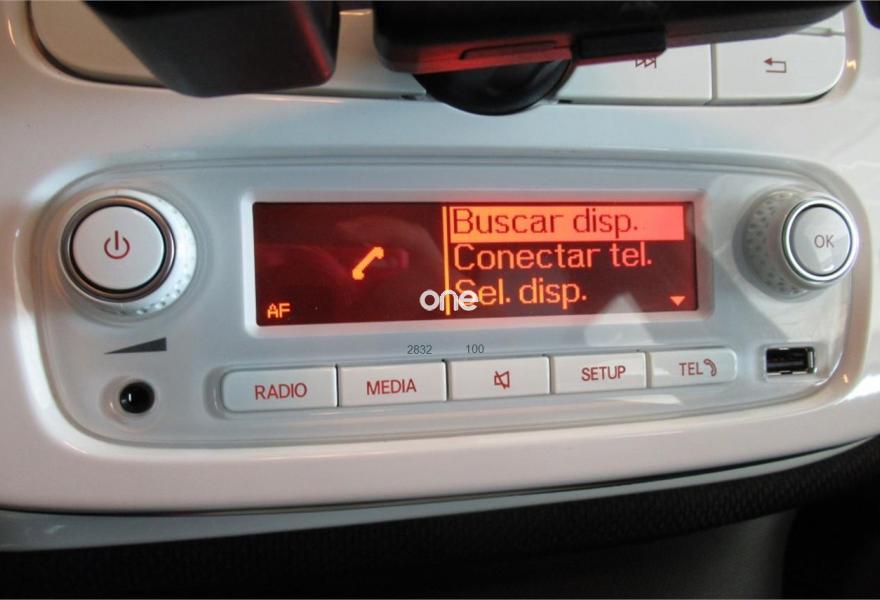 Buscar disp.
Conectar tel.
Sel. disp.
AF
one
2832 100
OK
RADIO
MEDIA
SETUP
TEL